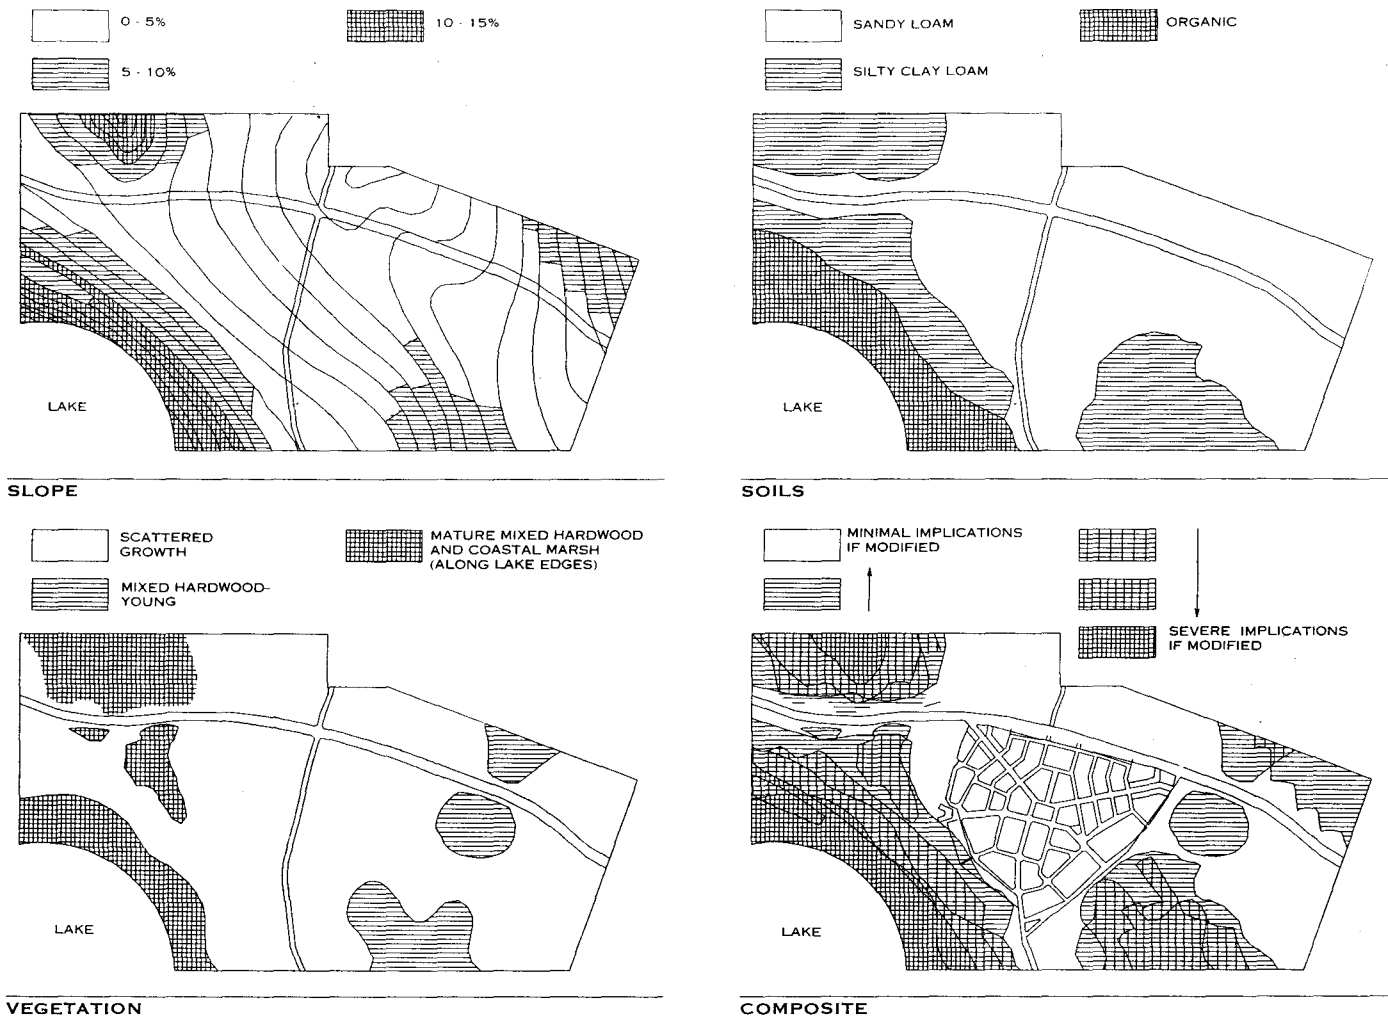 0 - 5%
10 - 15%
5 - 10%
LAKE
SLOPE
SANDY LOAM
ORGANIC
SILTY CLAY LOAM
LAKE
SOILS
SCATTERED
GROWTH
MATURE MIXED HARDWOOD
AND COASTAL MARSH
(ALONG LAKE EDGES)
MIXED HARDWOOD-
YOUNG
LAKE
VEGETATION
MINIMAL IMPLICATIONS
IF MODIFIED
SEVERE IMPLICATIONS
IF MODIFIED
LAKE
COMPOSITE